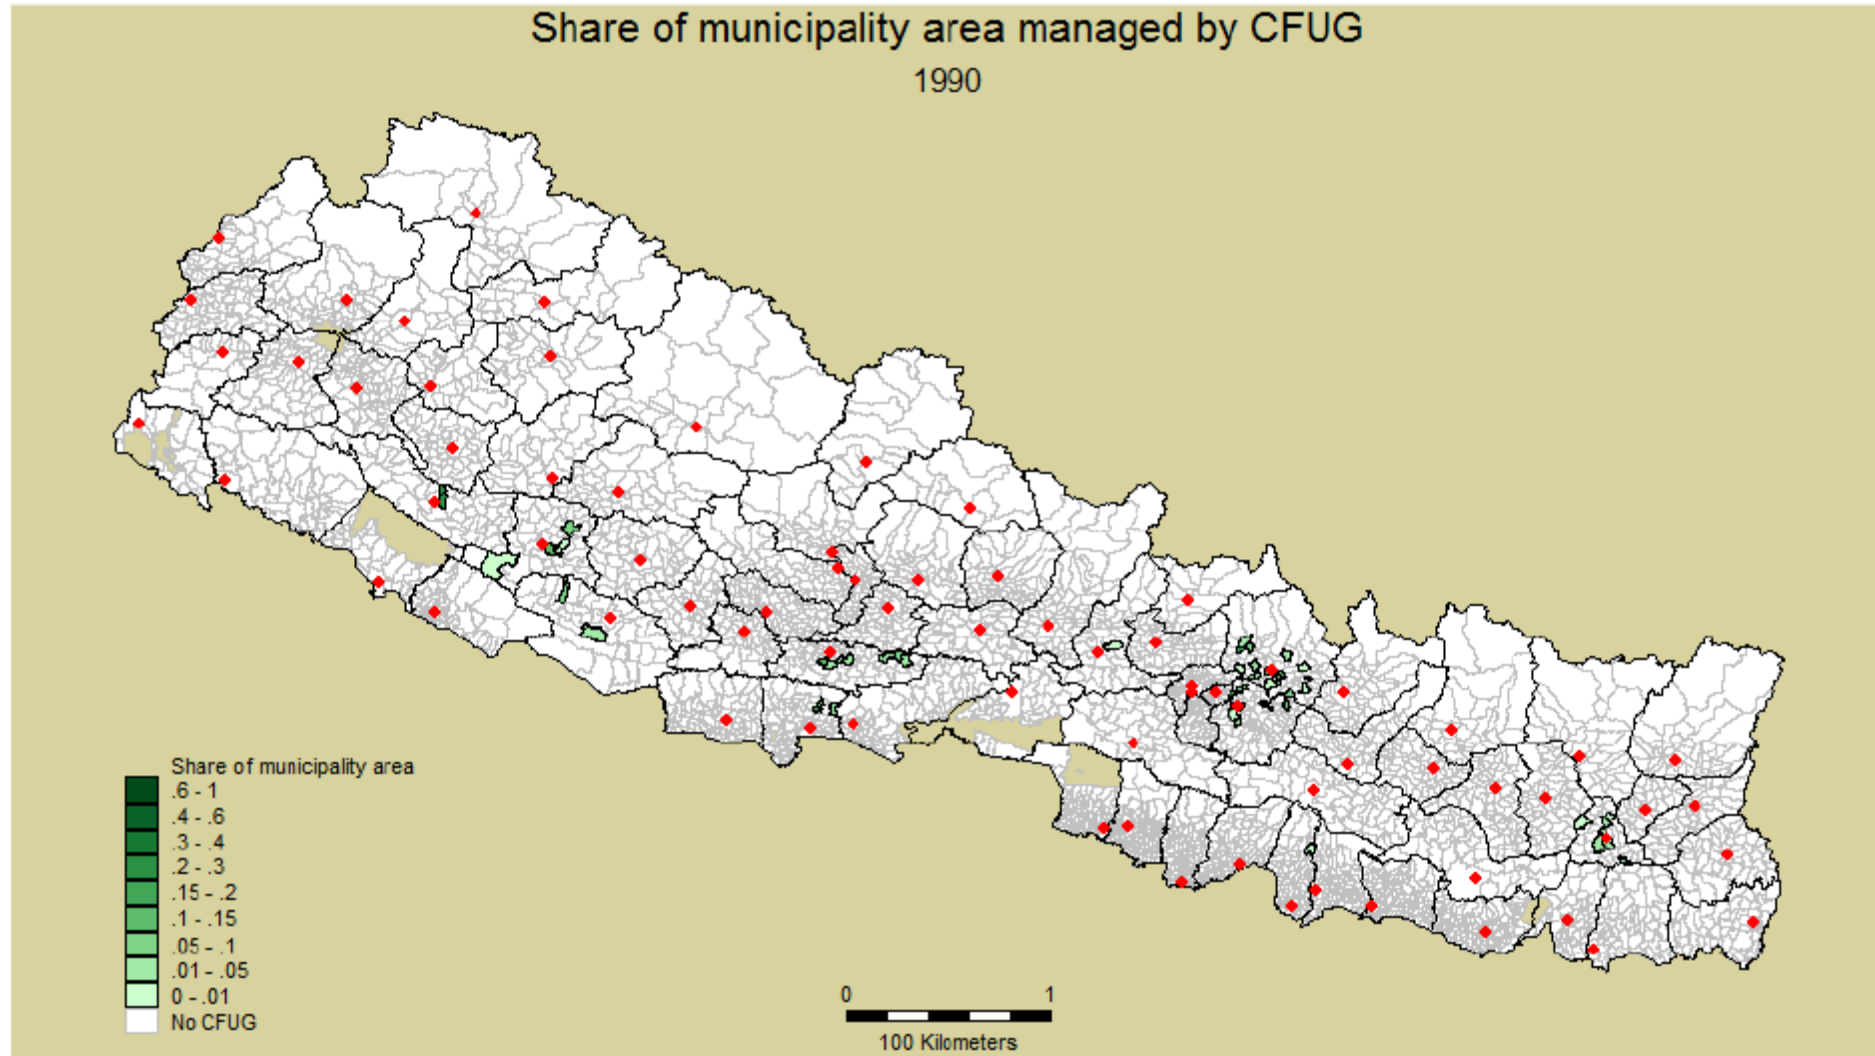 Share of municipality area managed by CFUG
1990
Share of municipality area
.6 - 1
.4 - .6
.3 - .4
.2 - .3
.15 - .2
.1 - .15
.05 - .1
.01 - .05
0 - .01
No CFUG
0 1
100 Kilometers